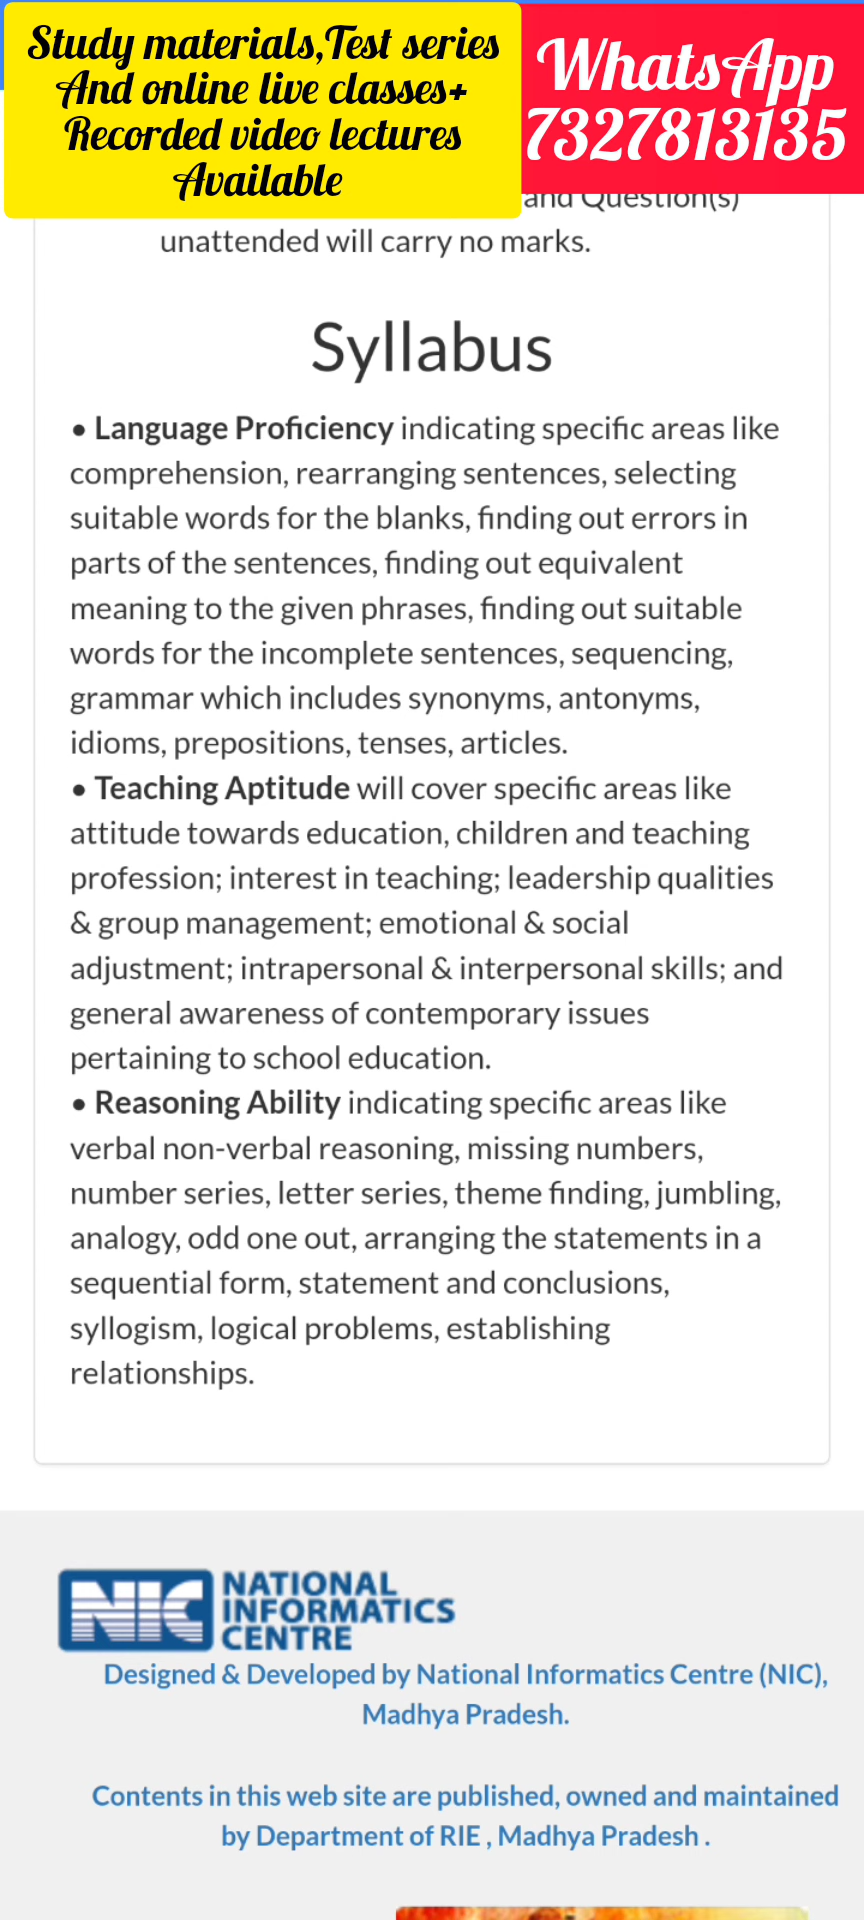 Study materials,Test series
And online live classes+
Recorded video lectures
Available
WhatsApp
7327813135
and Question(s)
unattended will carry no marks.
Syllabus
• Language Proficiency indicating specific areas like
comprehension, rearranging sentences, selecting
suitable words for the blanks, finding out errors in
parts of the sentences, finding out equivalent
meaning to the given phrases, finding out suitable
words for the incomplete sentences, sequencing,
grammar which includes synonyms, antonyms,
idioms, prepositions, tenses, articles.
• Teaching Aptitude will cover specific areas like
attitude towards education, children and teaching
profession; interest in teaching; leadership qualities
& group management; emotional & social
adjustment; intrapersonal & interpersonal skills; and
general awareness of contemporary issues
pertaining to school education.
• Reasoning Ability indicating specific areas like
verbal non-verbal reasoning, missing numbers,
number series, letter series, theme finding, jumbling,
analogy, odd one out, arranging the statements in a
sequential form, statement and conclusions,
syllogism, logical problems, establishing
relationships.
NIC NATIONAL
INFORMATICS
CENTRE
Designed & Developed by National Informatics Centre (NIC),
Madhya Pradesh.
Contents in this web site are published, owned and maintained
by Department of RIE , Madhya Pradesh .